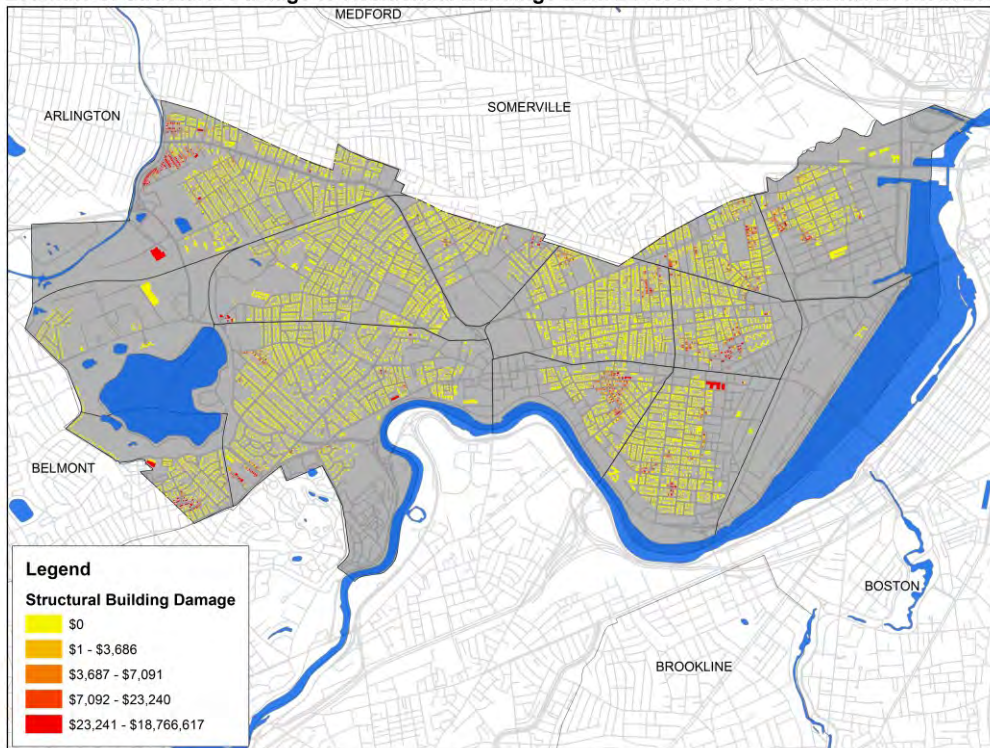 MEDFORD
SOMERVILLE
ARLINGTON
BELMONT
BOSTON
BROOKLINE
Legend
Structural Building Damage
$0
$1 - $3,686
$3,687 - $7,091
$7,092 - $23,240
$23,241 - $18,766,617